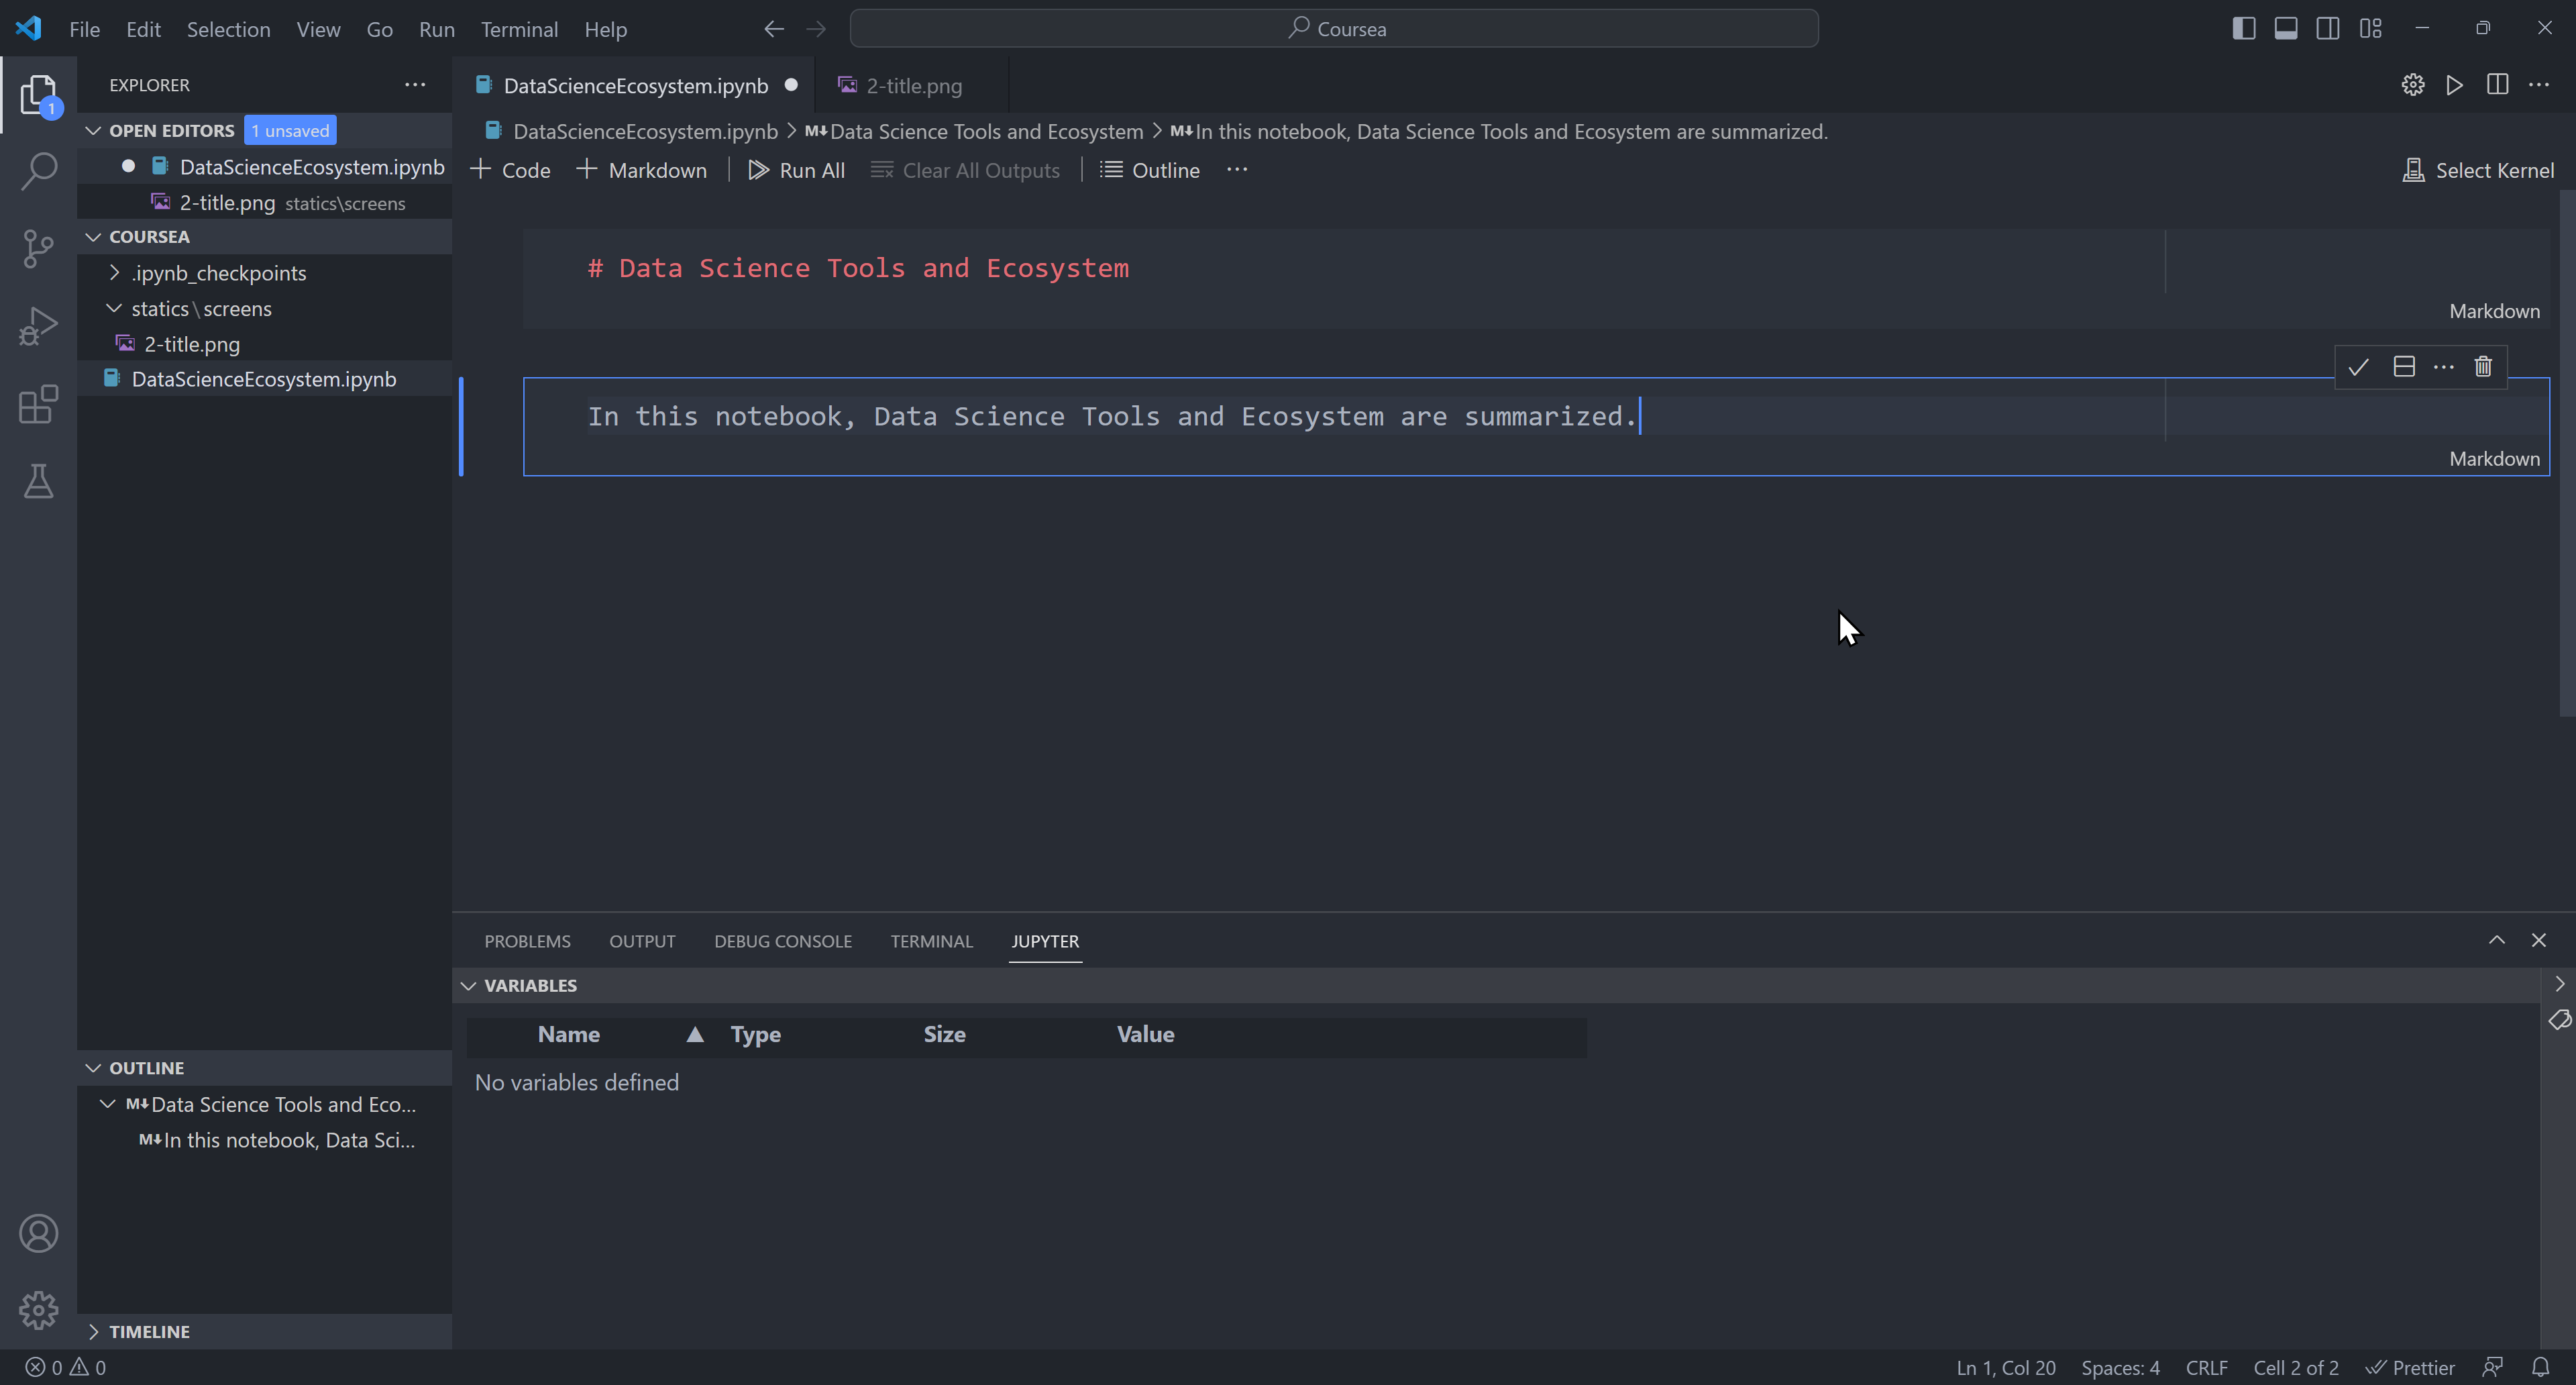 File Edit Selection View Go Run Terminal Help Coursea
EXPLORER
1
OPEN EDITORS 1 unsaved
DataScienceEcosystem.ipynb
2-title.png statics\screens
COURSEA
.ipynb_checkpoints
statics\screens
2-title.png
DataScienceEcosystem.ipynb
OUTLINE
M↓Data Science Tools and Eco...
M↓In this notebook, Data Sci...
TIMELINE
DataScienceEcosystem.ipynb 2-title.png
DataScienceEcosystem.ipynb > M↓Data Science Tools and Ecosystem > M↓In this notebook, Data Science Tools and Ecosystem are summarized.
+ Code + Markdown Run All Clear All Outputs Outline ... Select Kernel
# Data Science Tools and Ecosystem
Markdown
In this notebook, Data Science Tools and Ecosystem are summarized.
Markdown
PROBLEMS OUTPUT DEBUG CONSOLE TERMINAL JUPYTER
VARIABLES
Name ▲ Type Size Value
No variables defined
0 0 Ln 1, Col 20 Spaces: 4 CRLF Cell 2 of 2 Prettier